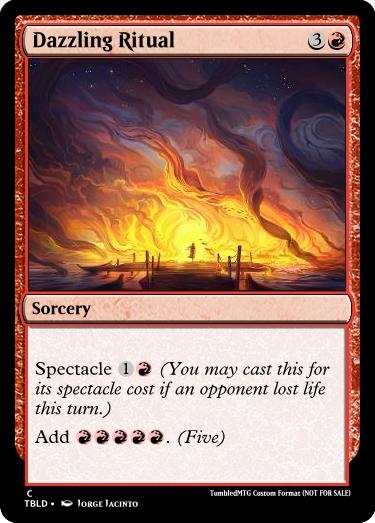 Dazzling Ritual 3
Sorcery
Spectacle 1 (You may cast this for
its spectacle cost if an opponent lost life
this turn.)
Add . (Five)
C
TBLD • Jorge Jacinto
TumbledMTG Custom Format (NOT FOR SALE)